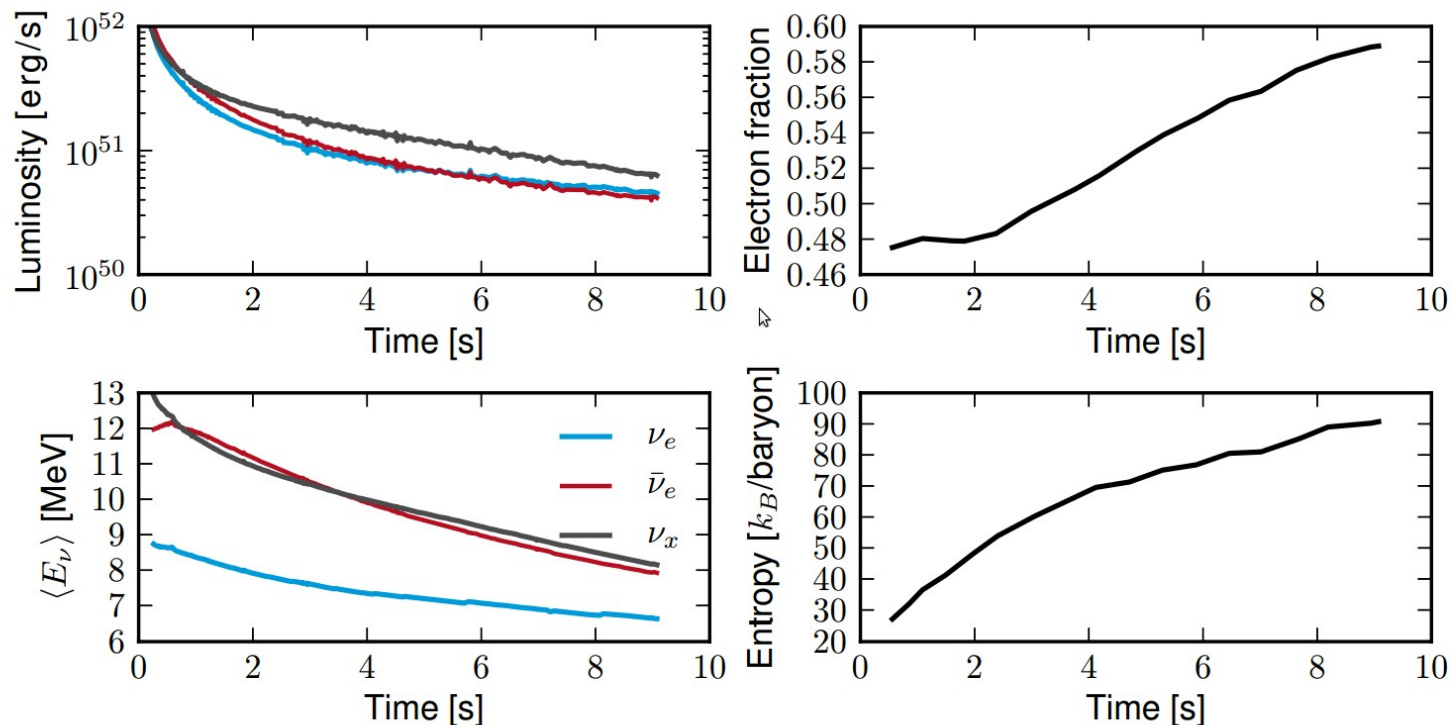 Luminosity [erg/s]
10^52
10^51
10^50
0 2 4 6 8 10
Time [s]
Electron fraction
0.60
0.58
0.56
0.54
0.52
0.50
0.48
0.46
0 2 4 6 8 10
Time [s]
⟨E_ν⟩ [MeV]
13
12
11
10
9
8
7
6
ν_e
ν̄_e
ν_x
0 2 4 6 8 10
Time [s]
Entropy [k_B/baryon]
100
90
80
70
60
50
40
30
20
0 2 4 6 8 10
Time [s]